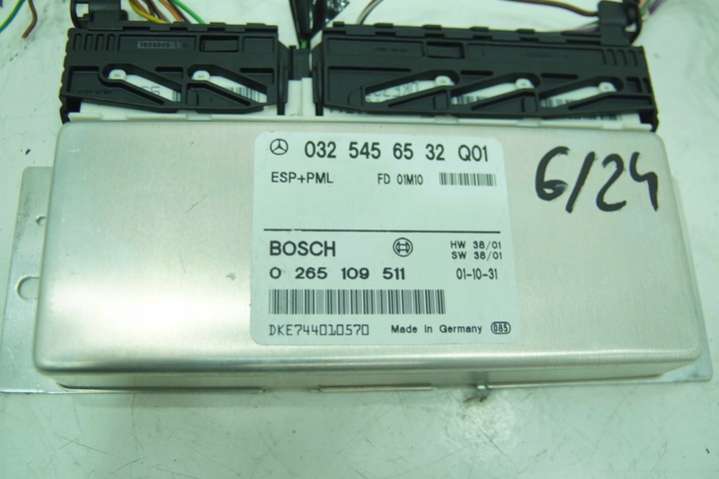 032 545 65 32 Q01
ESP+PML FD 01M10
6/24
BOSCH HW 38/01
SW 38/01
0 265 109 511 01-10-31
DKE744010570 Made in Germany 085